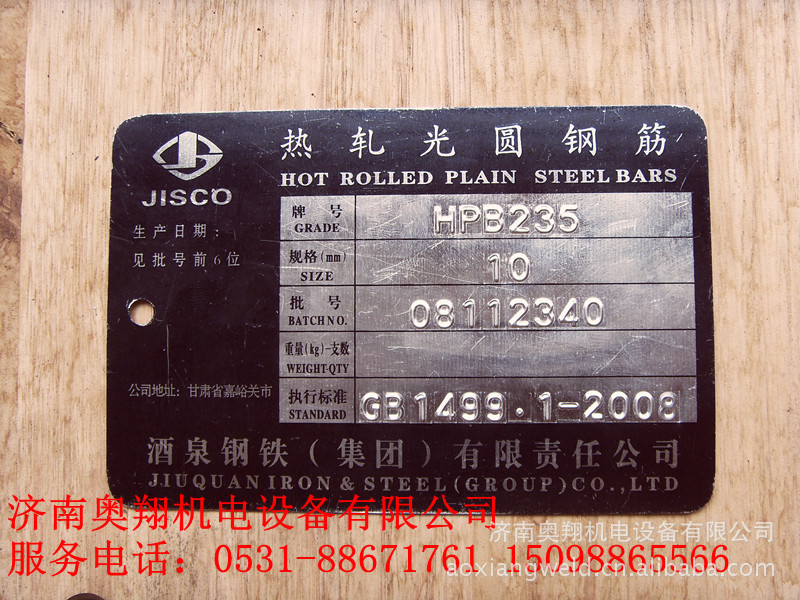 热轧光圆钢筋
HOT ROLLED PLAIN STEEL BARS
JISCO
生产日期:
见批号前6位
公司地址: 甘肃省嘉峪关市
牌 号 HPB235
GRADE
规格(mm) 10
SIZE
批 号 08112340
BATCH NO.
重量(kg)-支数
WEIGHT-QTY
执行标准 GB1499.1-2008
STANDARD
酒泉钢铁(集团)有限责任公司
JIUQUAN IRON & STEEL(GROUP)CO.,LTD
济南奥翔机电设备有限公司
济南奥翔机电设备有限公司
服务电话:0531-88671761 15098865566
aoxiangweld.cn.alibaba.com